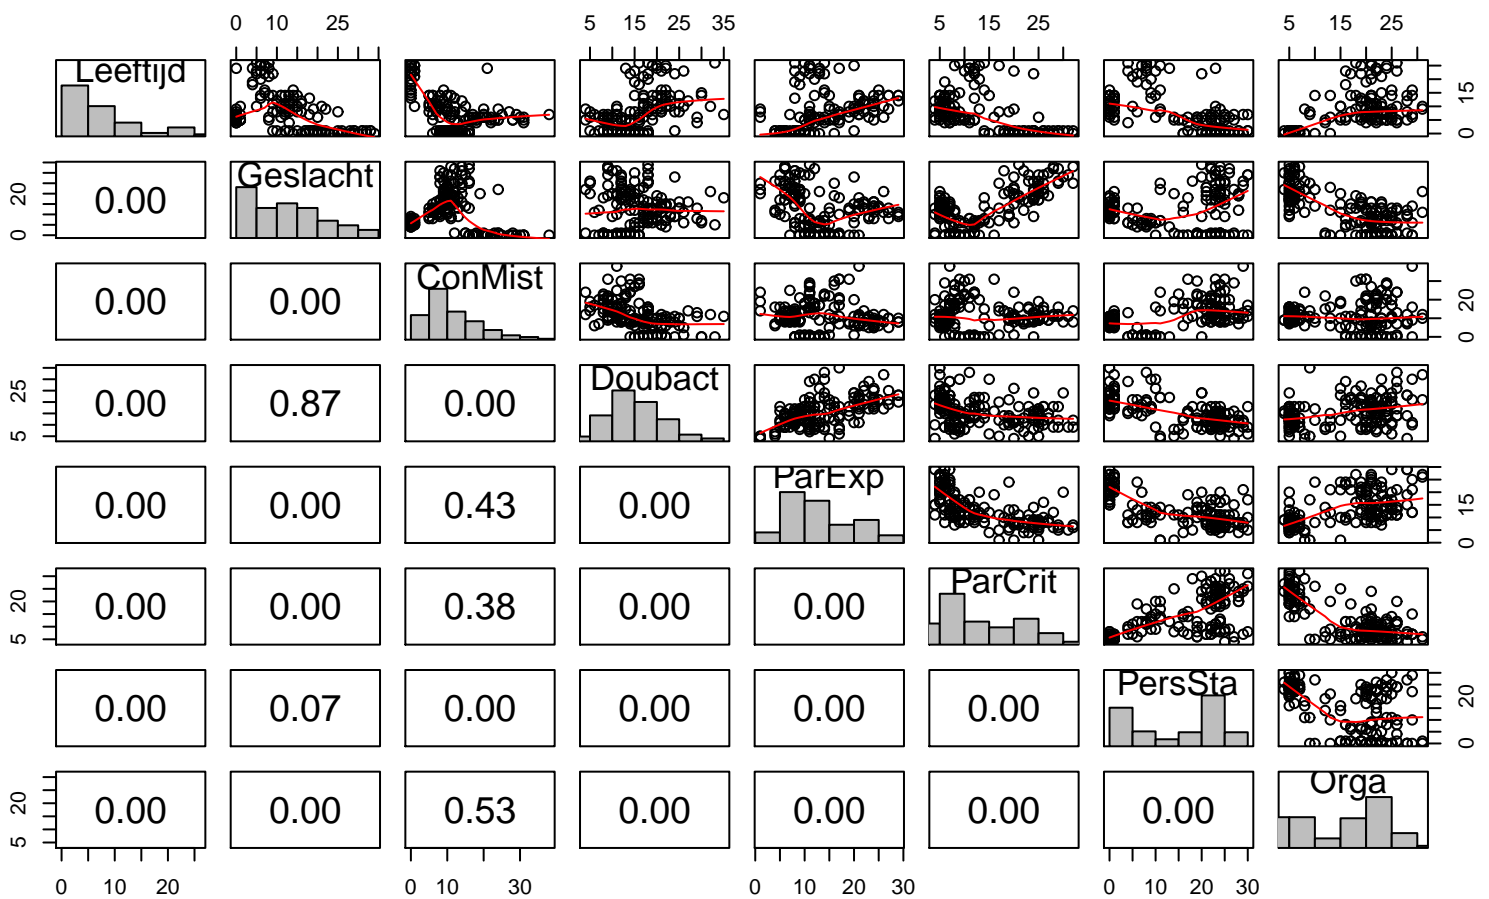 0 10 25 5 15 25 35 5 15 25 5 15 25
Leeftijd 0 15
0 20 0.00 Geslacht
0.00 0.00 ConMist 0 20
5 25 0.00 0.87 0.00 Doubact
0.00 0.00 0.43 0.00 ParExp 0 15
5 20 0.00 0.00 0.38 0.00 0.00 ParCrit
0.00 0.07 0.00 0.00 0.00 0.00 PersSta 0 20
5 20 0.00 0.00 0.53 0.00 0.00 0.00 0.00 Orga
0 10 20 0 10 30 0 10 20 30 0 10 20 30